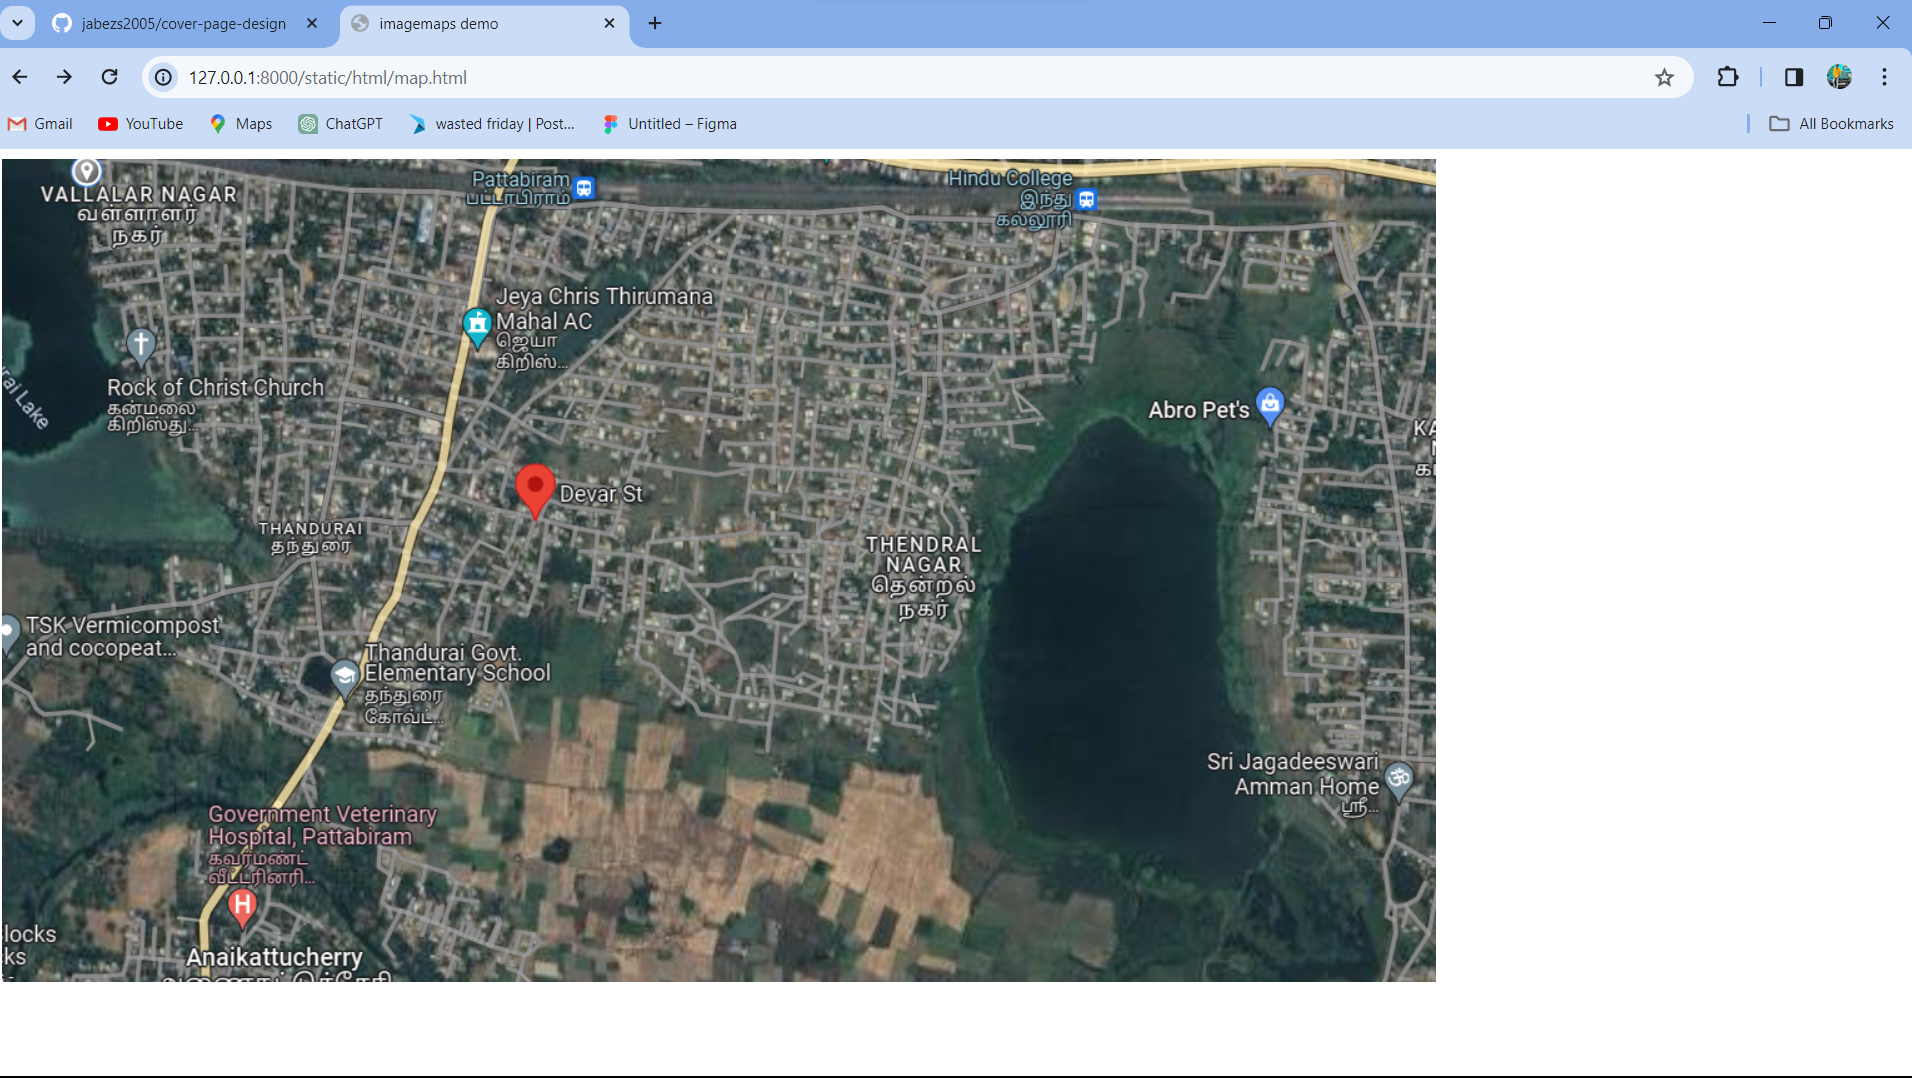 jabezs2005/cover-page-design
imagemaps demo
127.0.0.1:8000/static/html/map.html
Gmail
YouTube
Maps
ChatGPT
wasted friday | Post...
Untitled – Figma
All Bookmarks
VALLALAR NAGAR
வள்ளாளர்
நகர்
Pattabiram
பட்டாபிராம்
Hindu College
இந்து
கல்லூரி
Jeya Chris Thirumana
Mahal AC
ஜெயா
கிறிஸ்...
Rock of Christ Church
கன்மலை
கிறிஸ்து...
rai Lake
Abro Pet's
KA
Devar St
THANDURAI
தந்துரை
THENDRAL
NAGAR
தென்றல்
நகர்
TSK Vermicompost
and cocopeat...
Thandurai Govt.
Elementary School
தந்துரை
கோவ்ட்...
Sri Jagadeeswari
Amman Home
ஸ்ரீ...
Government Veterinary
Hospital, Pattabiram
கவர்மண்ட்
வீட்டரினரி...
H
locks
ks
Anaikattucherry